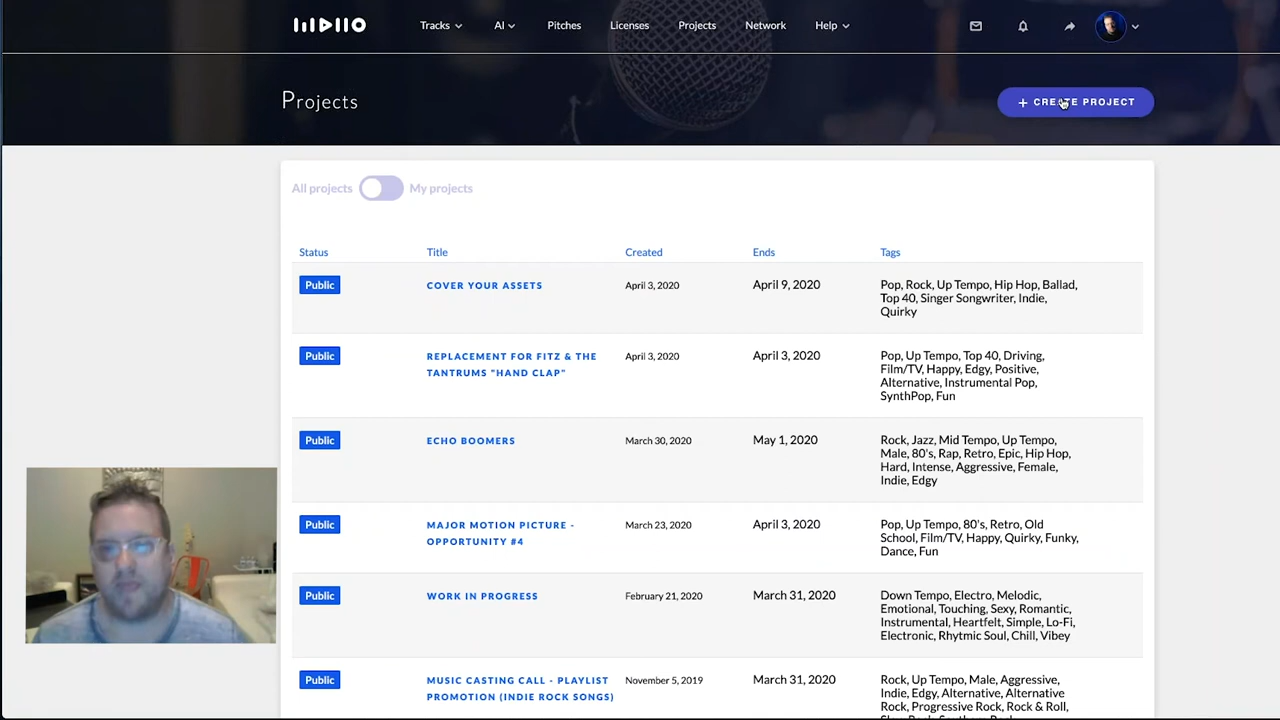 Tracks AI Pitches Licenses Projects Network Help
Projects
+ CREATE PROJECT
All projects My projects
Status Title Created Ends Tags
Public COVER YOUR ASSETS April 3, 2020 April 9, 2020 Pop, Rock, Up Tempo, Hip Hop, Ballad,
Top 40, Singer Songwriter, Indie,
Quirky
Public REPLACEMENT FOR FITZ & THE April 3, 2020 April 3, 2020 Pop, Up Tempo, Top 40, Driving,
TANTRUMS "HAND CLAP" Film/TV, Happy, Edgy, Positive,
Alternative, Instrumental Pop,
SynthPop, Fun
Public ECHO BOOMERS March 30, 2020 May 1, 2020 Rock, Jazz, Mid Tempo, Up Tempo,
Male, 80's, Rap, Retro, Epic, Hip Hop,
Hard, Intense, Aggressive, Female,
Indie, Edgy
Public MAJOR MOTION PICTURE - March 23, 2020 April 3, 2020 Pop, Up Tempo, 80's, Retro, Old
OPPORTUNITY #4 School, Film/TV, Happy, Quirky, Funky,
Dance, Fun
Public WORK IN PROGRESS February 21, 2020 March 31, 2020 Down Tempo, Electro, Melodic,
Emotional, Touching, Sexy, Romantic,
Instrumental, Heartfelt, Simple, Lo-Fi,
Electronic, Rhytmic Soul, Chill, Vibey
Public MUSIC CASTING CALL - PLAYLIST November 5, 2019 March 31, 2020 Rock, Up Tempo, Male, Aggressive,
PROMOTION (INDIE ROCK SONGS) Indie, Edgy, Alternative, Alternative
Rock, Progressive Rock, Rock & Roll,